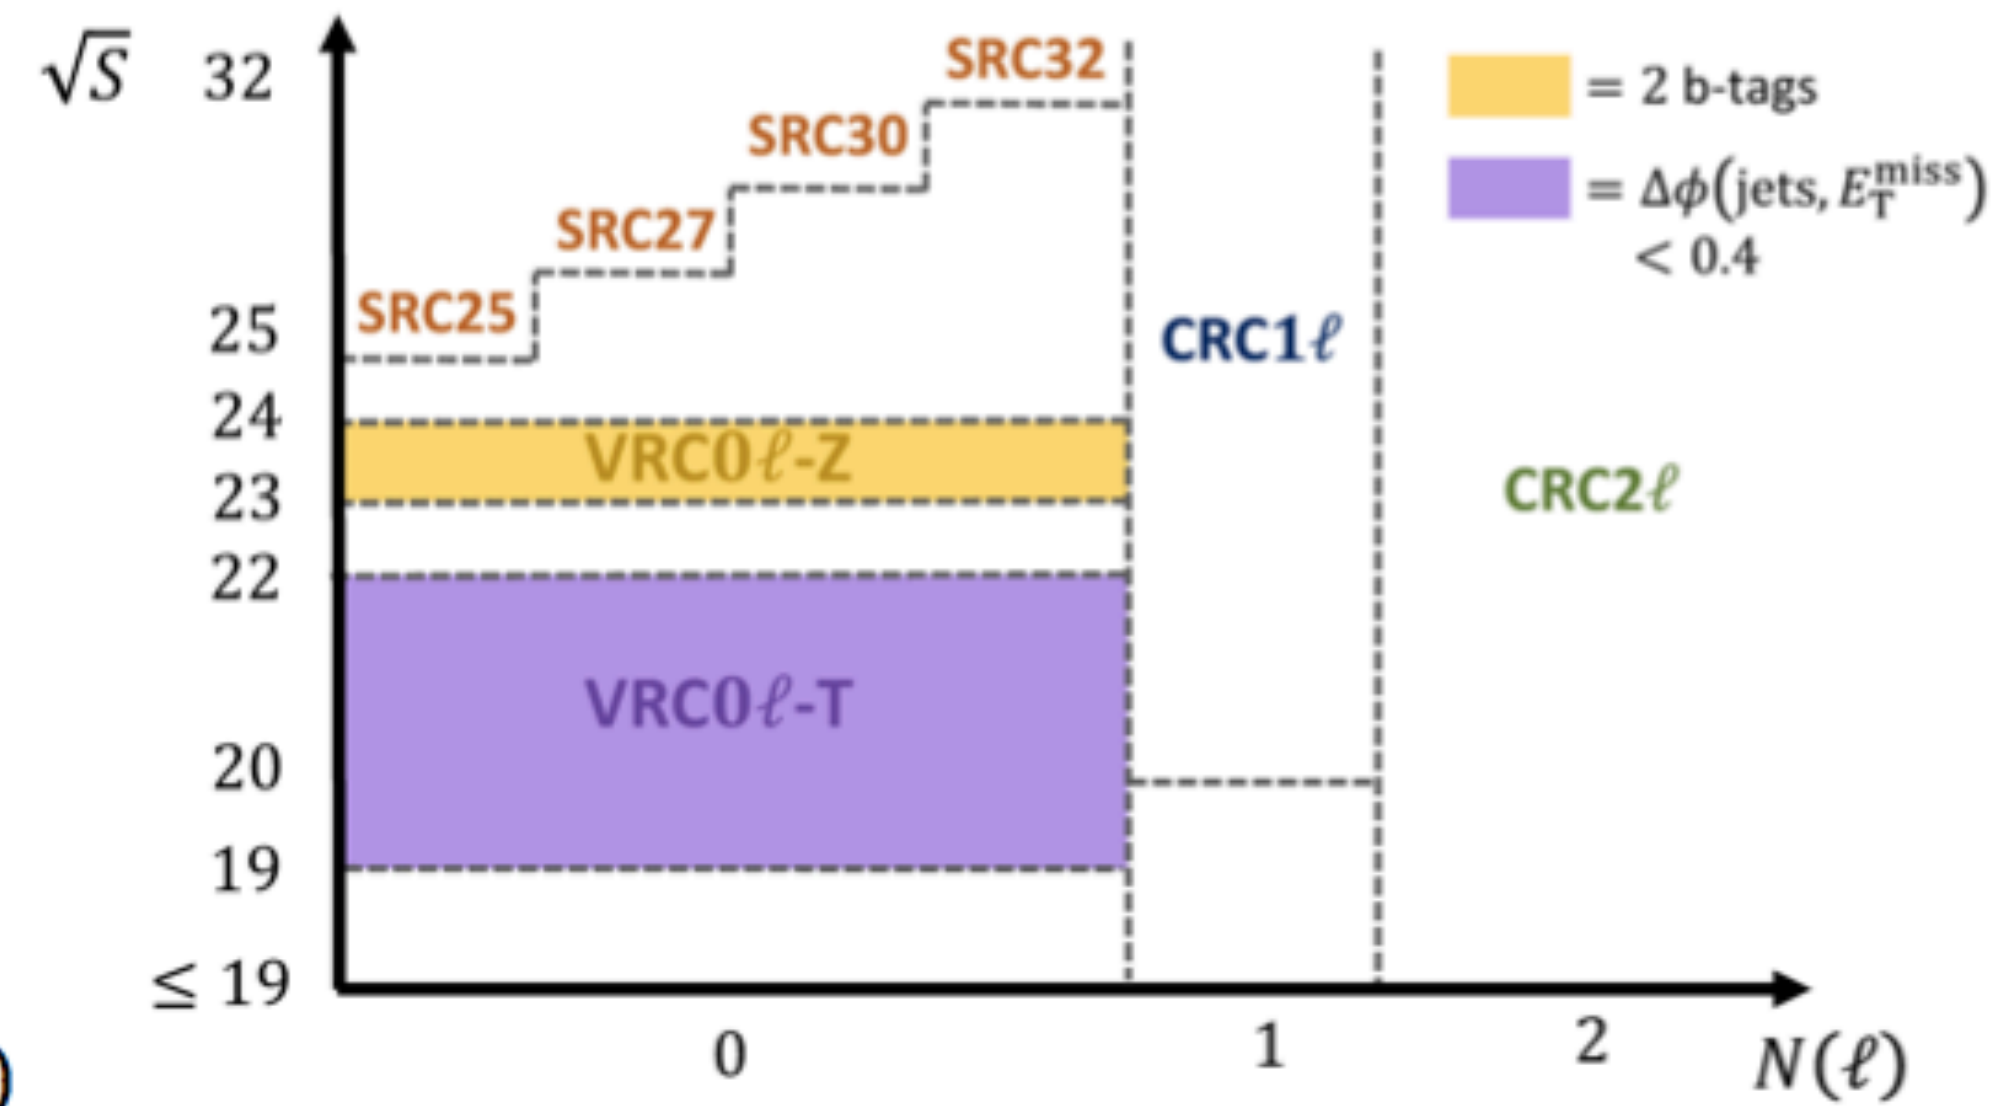 √S
32
SRC32
SRC30
SRC27
SRC25
25
24
23
22
20
19
≤ 19
VRC0ℓ-Z
VRC0ℓ-T
CRC1ℓ
CRC2ℓ
= 2 b-tags
= Δϕ(jets, E_T^miss)
< 0.4
0
1
2
N(ℓ)